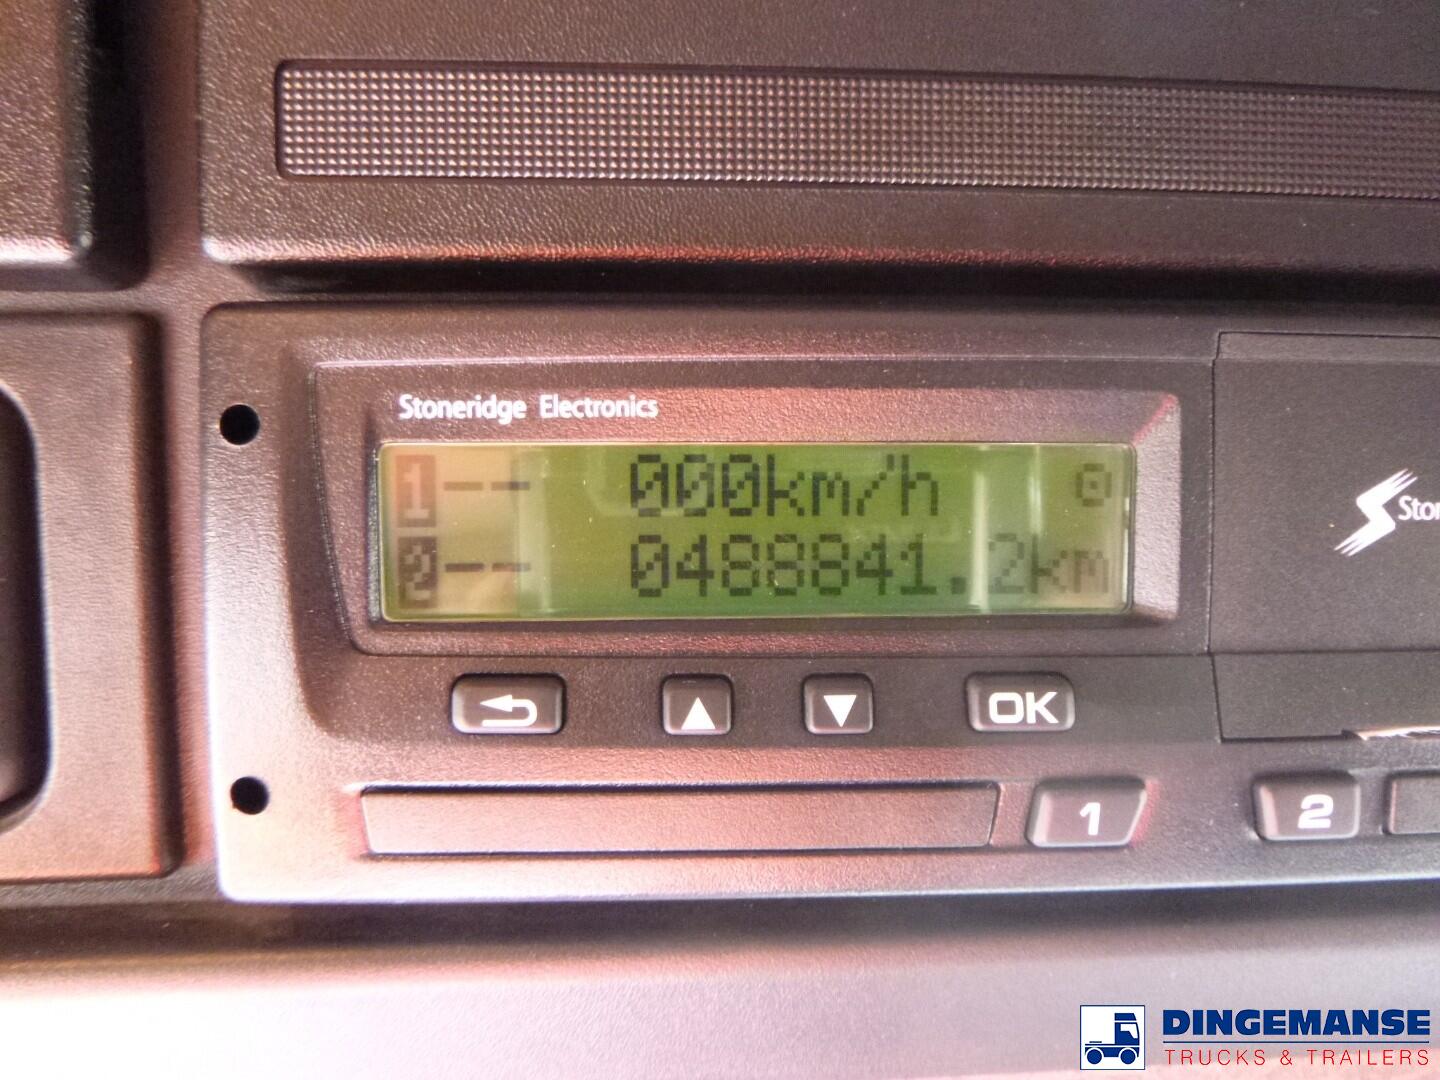 Stoneridge Electronics
1-- 000km/h
2-- 0488841.2km
OK
1
2
DINGEMANSE
TRUCKS & TRAILERS